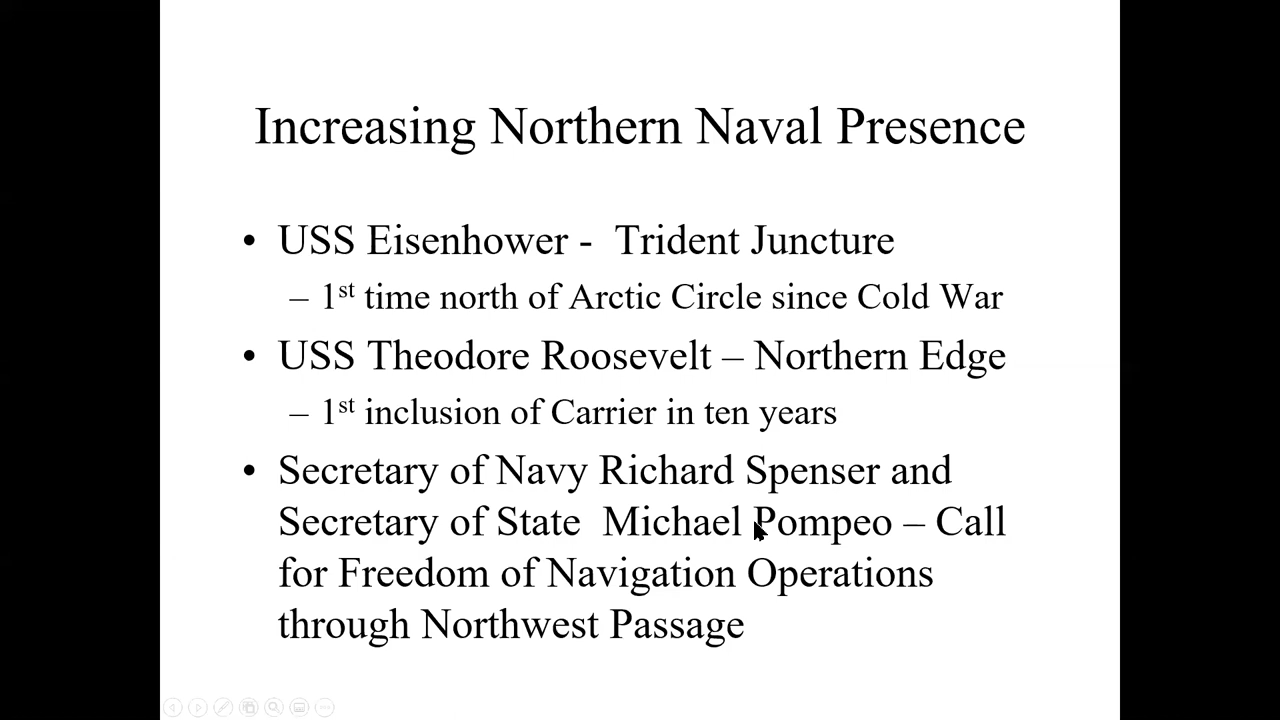 Increasing Northern Naval Presence
• USS Eisenhower -  Trident Juncture
– 1st time north of Arctic Circle since Cold War
• USS Theodore Roosevelt – Northern Edge
– 1st inclusion of Carrier in ten years
• Secretary of Navy Richard Spenser and
Secretary of State  Michael Pompeo – Call
for Freedom of Navigation Operations
through Northwest Passage